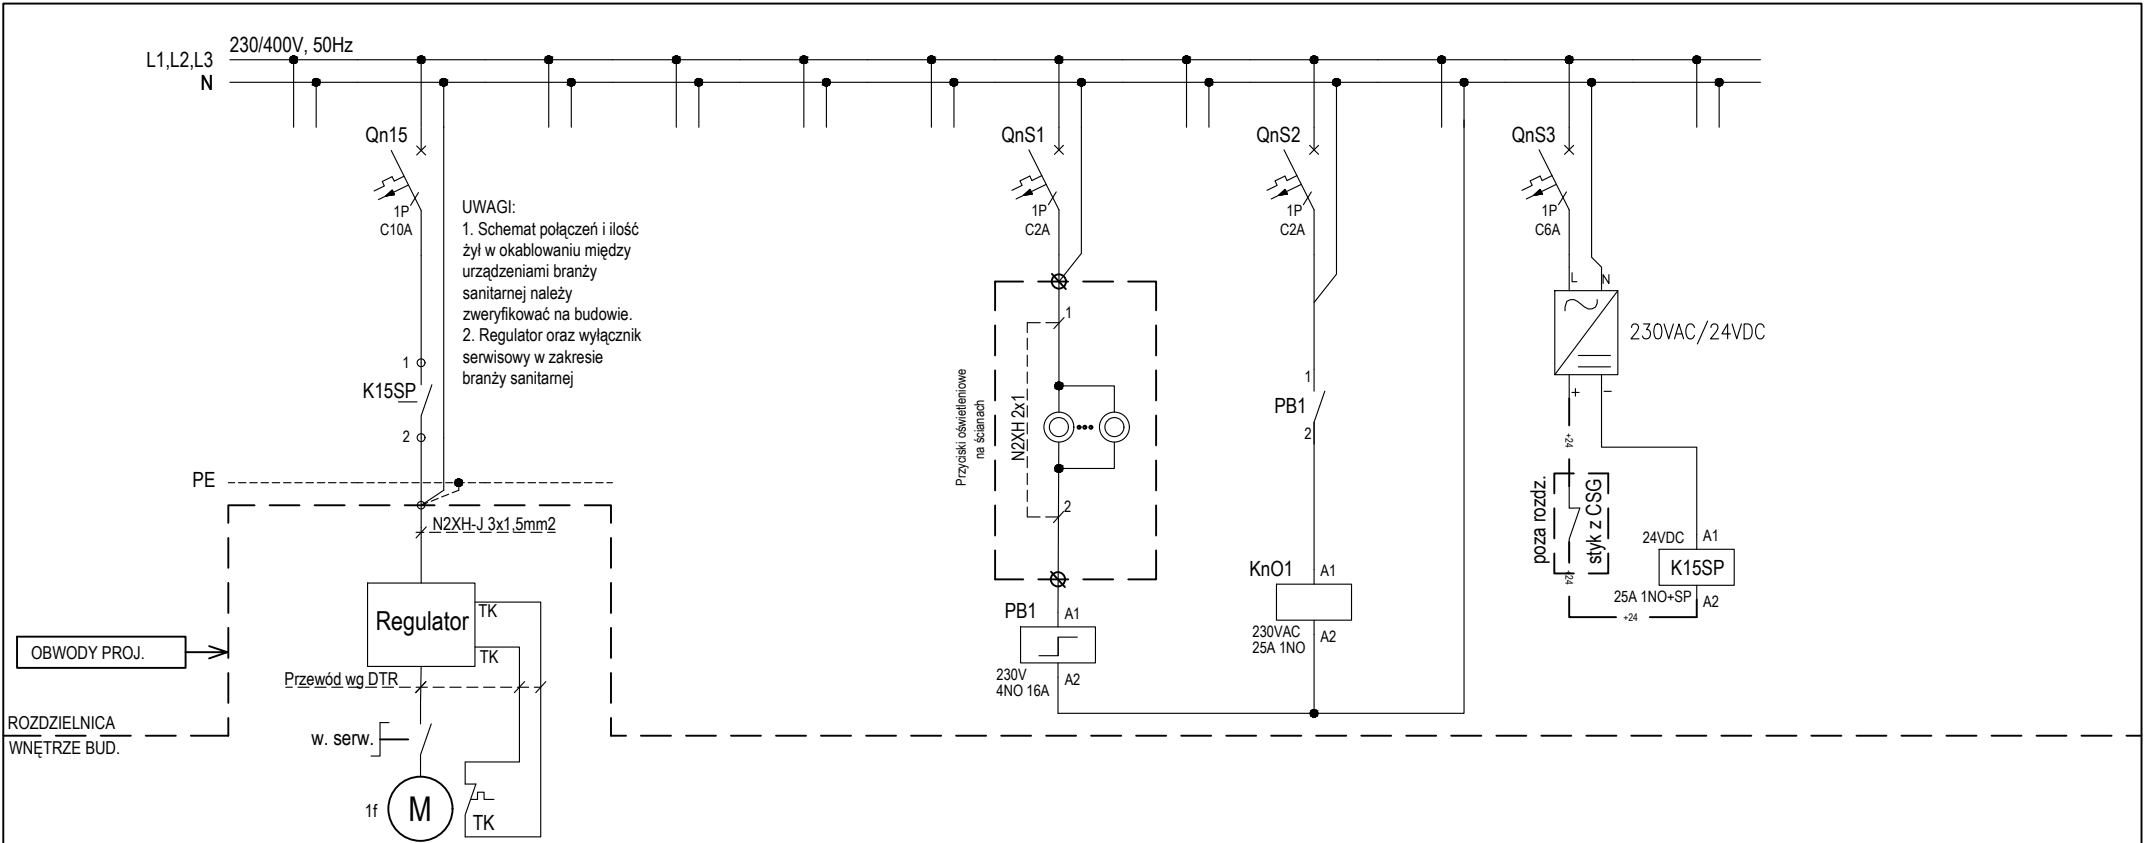 230/400V, 50Hz
L1,L2,L3
N
Qn15
1P
C10A
UWAGI:
1. Schemat połączeń i ilość
żył w okablowaniu między
urządzeniami branży
sanitarnej należy
zweryfikować na budowie.
2. Regulator oraz wyłącznik
serwisowy w zakresie
branży sanitarnej
1
K15SP
2
PE
N2XH-J 3x1,5mm2
Regulator
TK
TK
Przewód wg DTR
w. serw.
1f
M
TK
OBWODY PROJ.
ROZDZIELNICA
WNĘTRZE BUD.
QnS1
1P
C2A
1
Przyciski oświetleniowe
na ścianach
N2XH 2x1
2
PB1
A1
230V
4NO 16A
A2
QnS2
1P
C2A
1
PB1
2
KnO1
A1
230VAC
25A 1NO
A2
QnS3
1P
C6A
L
N
230VAC/24VDC
+
-
+24
poza rozdz.
styk z CSG
+24
24VDC
A1
K15SP
25A 1NO+SP
A2
+24